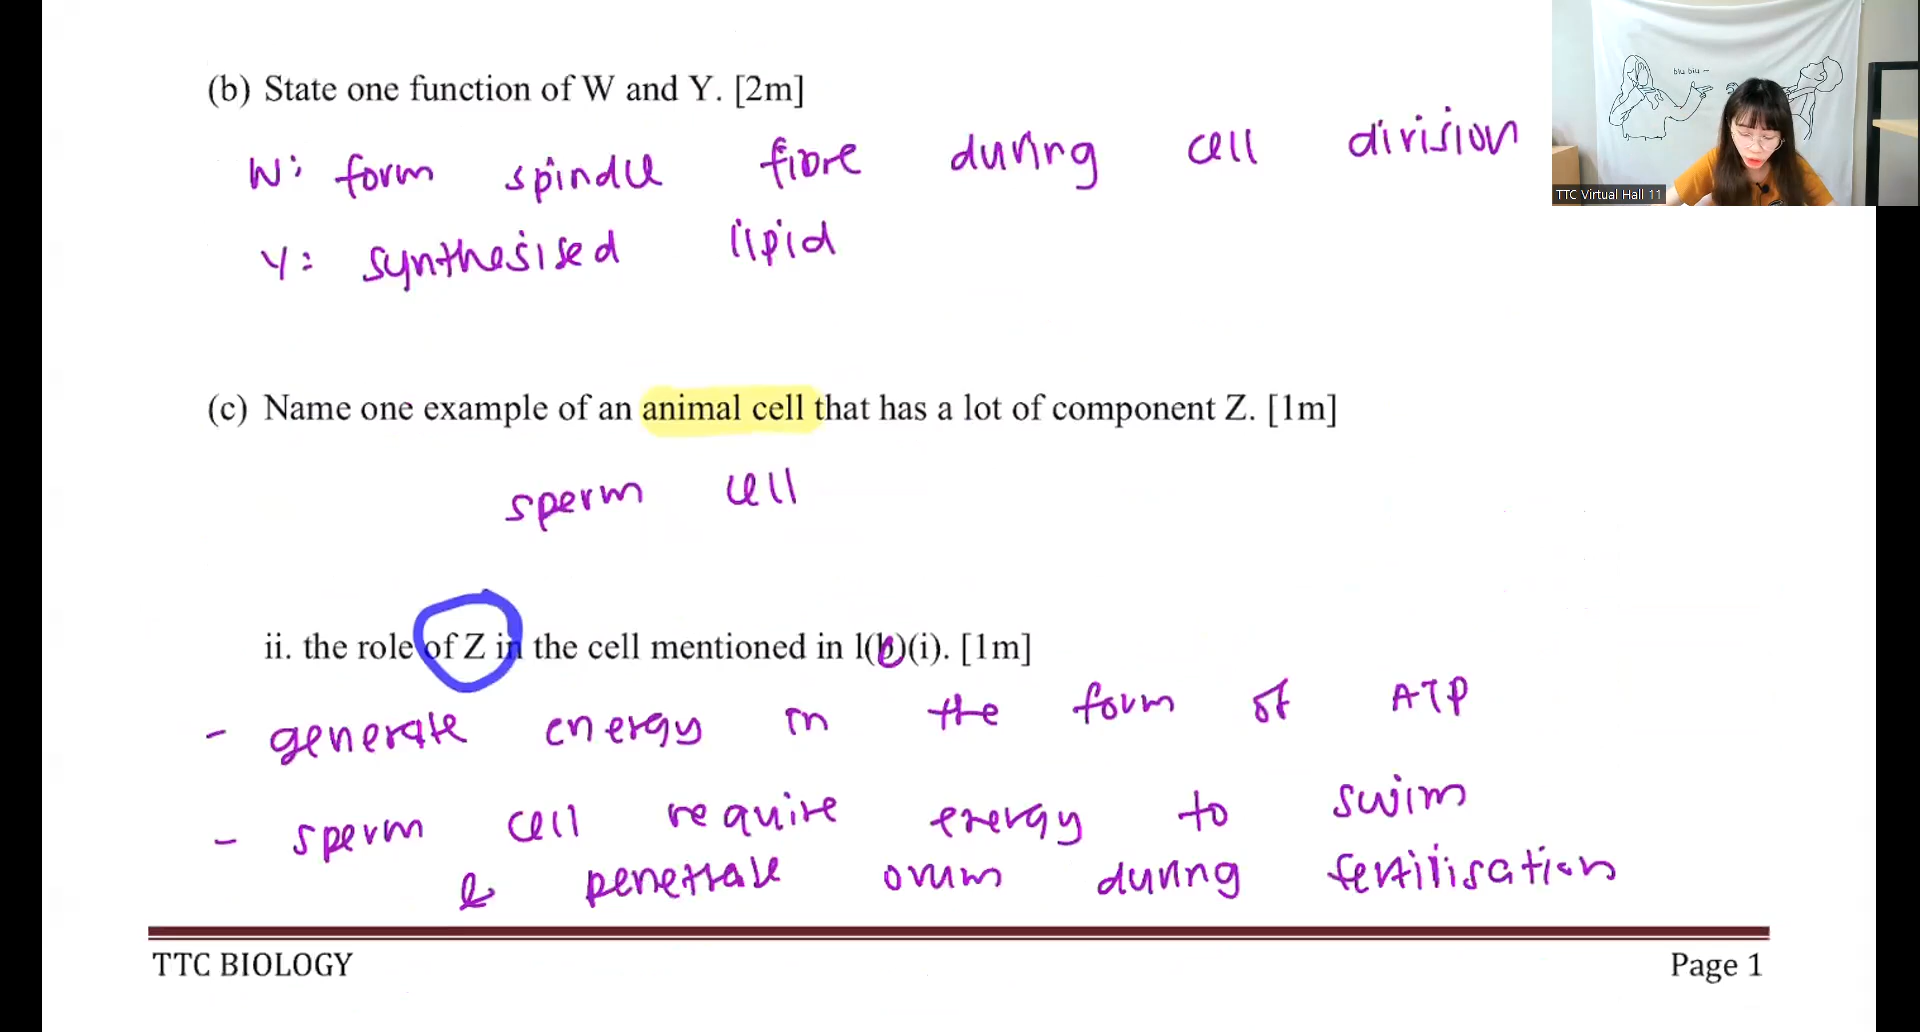 (b) State one function of W and Y. [2m]
blu blu ~
W: form spindle fibre during cell division
TTC Virtual Hall 11
Y: synthesised lipid
(c) Name one example of an animal cell that has a lot of component Z. [1m]
sperm cell
ii. the role of Z in the cell mentioned in 1(c)(i). [1m]
- generate energy in the form of ATP
- sperm cell require energy to swim
& penetrate ovum during fertilisation
TTC BIOLOGY Page 1